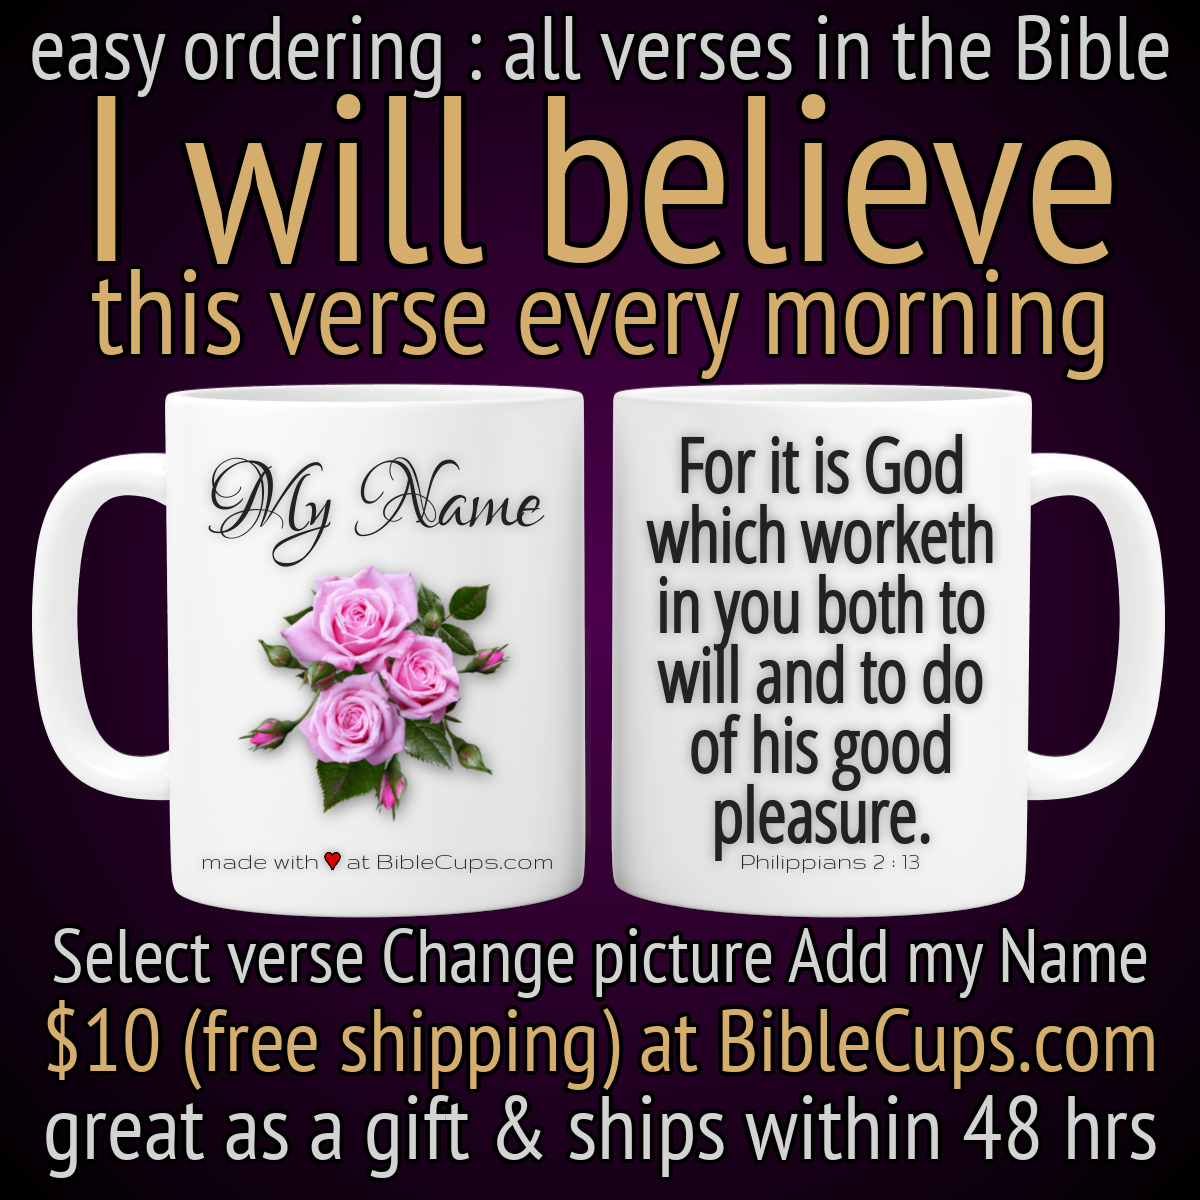 easy ordering : all verses in the Bible
I will believe
this verse every morning
My Name
made with ♥ at BibleCups.com
For it is God
which worketh
in you both to
will and to do
of his good
pleasure.
Philippians 2 : 13
Select verse Change picture Add my Name
$10 (free shipping) at BibleCups.com
great as a gift & ships within 48 hrs